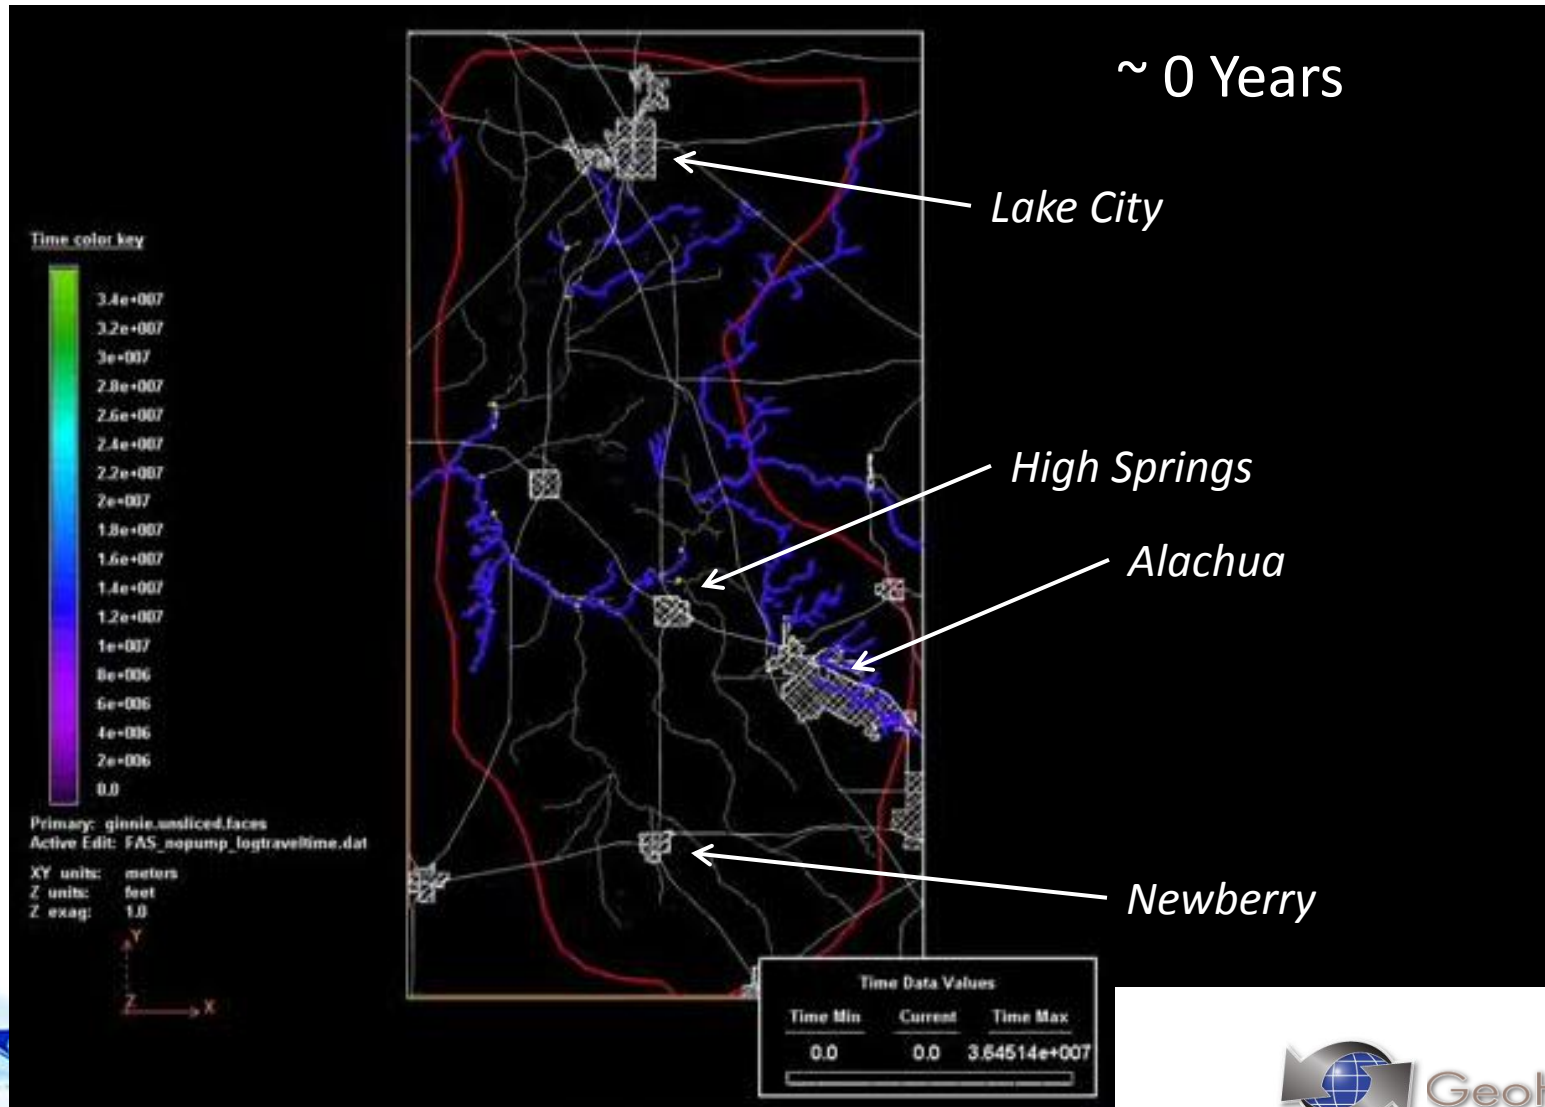 ~ 0 Years
Lake City
High Springs
Alachua
Newberry
Time color key
3.4e+007
3.2e+007
3e+007
2.8e+007
2.6e+007
2.4e+007
2.2e+007
2e+007
1.8e+007
1.6e+007
1.4e+007
1.2e+007
1e+007
8e+006
6e+006
4e+006
2e+006
0.0
Primary: ginnie.unsliced.faces
Active Edit: FAS_nopump_logtraveltime.dat
XY units: meters
Z units: feet
Z exag: 1.0
Y
Z
X
Time Data Values
Time Min Current Time Max
0.0 0.0 3.64514e+007